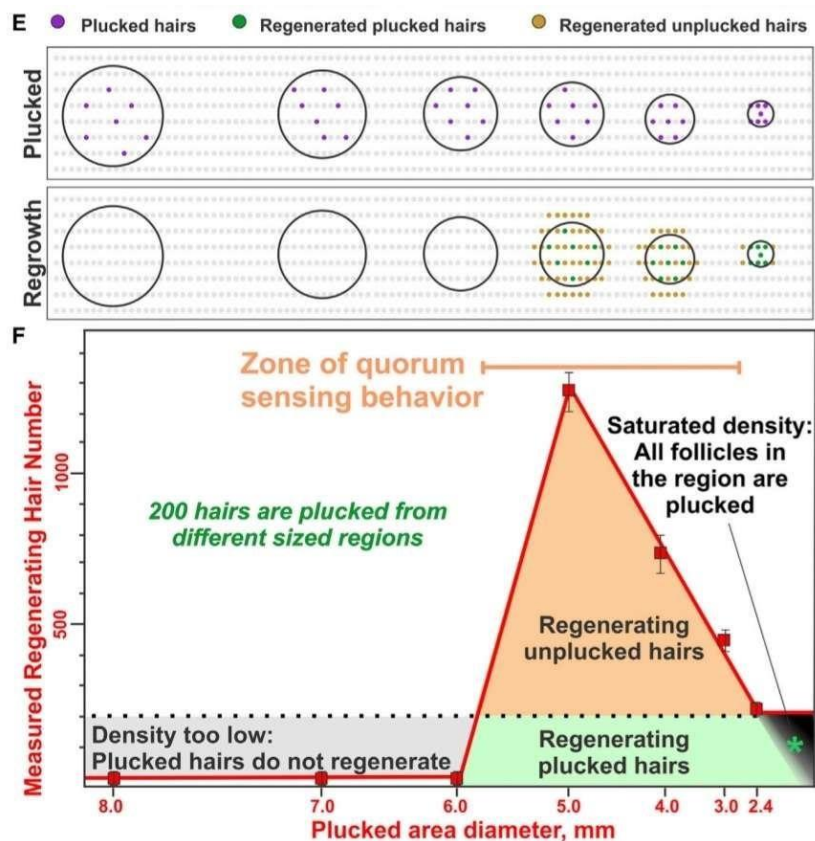 E
Plucked hairs
Regenerated plucked hairs
Regenerated unplucked hairs
Plucked
Regrowth
F
Zone of quorum
sensing behavior
Saturated density:
All follicles in
the region are
plucked
200 hairs are plucked from
different sized regions
Measured Regenerating Hair Number
1000
500
Regenerating
unplucked hairs
Density too low:
Plucked hairs do not regenerate
Regenerating
plucked hairs
*
8.0
7.0
6.0
5.0
4.0
3.0
2.4
Plucked area diameter, mm